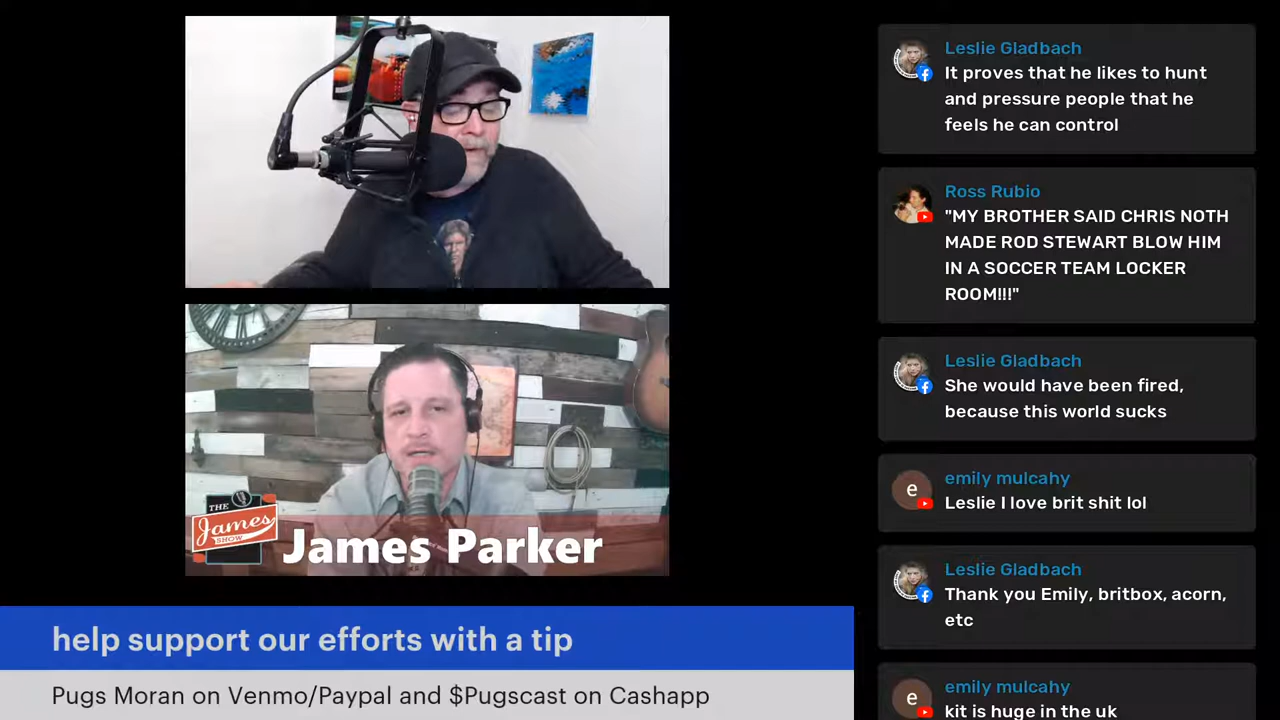 THE
James
SHOW
James Parker
help support our efforts with a tip
Pugs Moran on Venmo/Paypal and $Pugscast on Cashapp
Leslie Gladbach
It proves that he likes to hunt
and pressure people that he
feels he can control
Ross Rubio
"MY BROTHER SAID CHRIS NOTH
MADE ROD STEWART BLOW HIM
IN A SOCCER TEAM LOCKER
ROOM!!!"
Leslie Gladbach
She would have been fired,
because this world sucks
e
emily mulcahy
Leslie I love brit shit lol
Leslie Gladbach
Thank you Emily, britbox, acorn,
etc
e
emily mulcahy
kit is huge in the uk